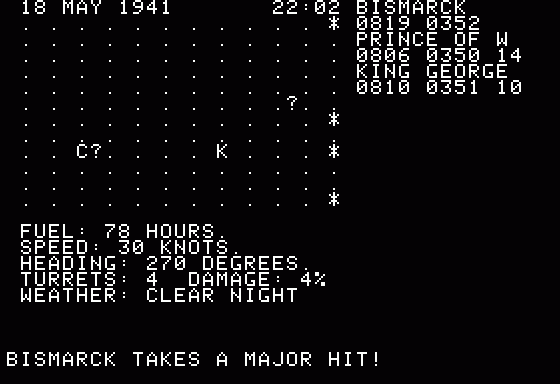 18 MAY 1941 22:02 BISMARCK
. . . . . . . . . . . . . * 0819 0352
. . . . . . . . . . . . . . PRINCE OF W
. . . . . . . . . . . . . . 0806 0350 14
. . . . . . . . . . . . . . KING GEORGE
. . . . . . . . . . . . . . 0810 0351 10
. . . . . . . . . . . ? . .
. . . . . . . . . . . . . *
. . . . . . . . . . . . . .
. . C? . . . . K . . . . *
. . . . . . . . . . . . . .
. . . . . . . . . . . . . .
. . . . . . . . . . . . . *
FUEL: 78 HOURS.
SPEED: 30 KNOTS.
HEADING: 270 DEGREES.
TURRETS: 4 DAMAGE: 4%
WEATHER: CLEAR NIGHT
BISMARCK TAKES A MAJOR HIT!